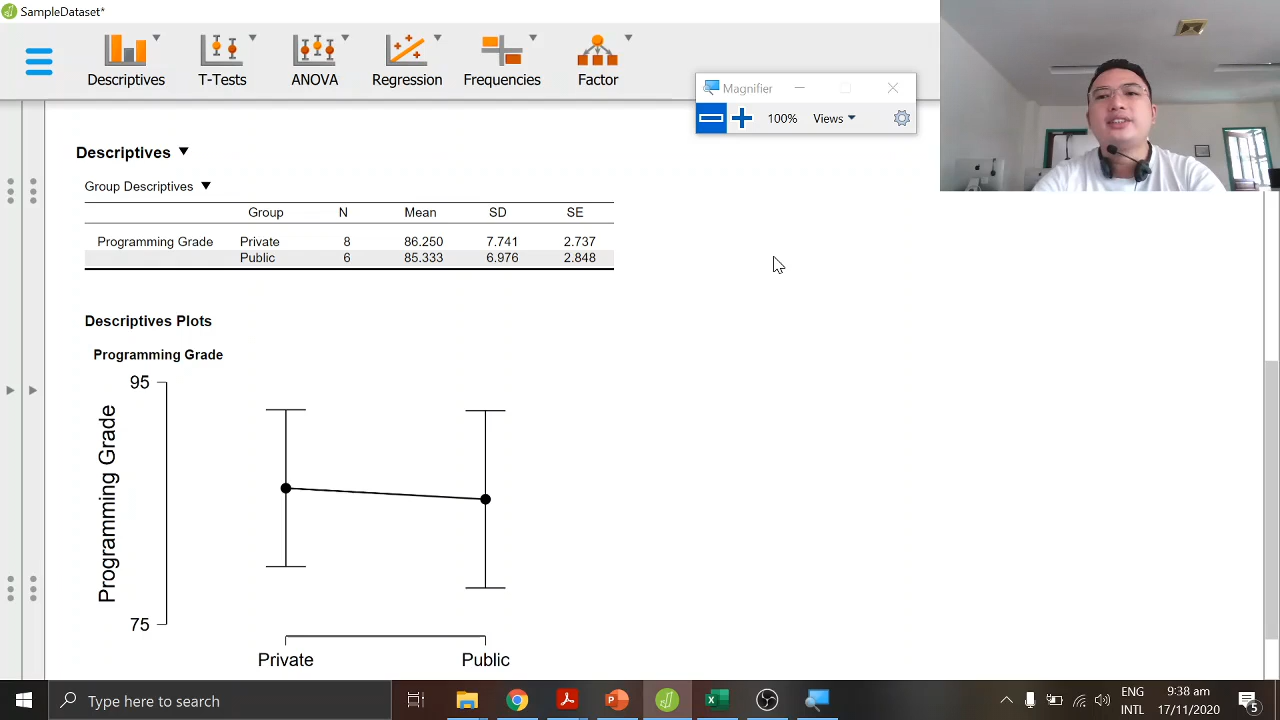 SampleDataset*
Descriptives T-Tests ANOVA Regression Frequencies Factor
Magnifier
100% Views
Descriptives
Group Descriptives
Group N Mean SD SE
Programming Grade Private 8 86.250 7.741 2.737
Public 6 85.333 6.976 2.848
Descriptives Plots
Programming Grade
95
Programming Grade
75
Private Public
Type here to search
ENG 9:38 am
INTL 17/11/2020
5